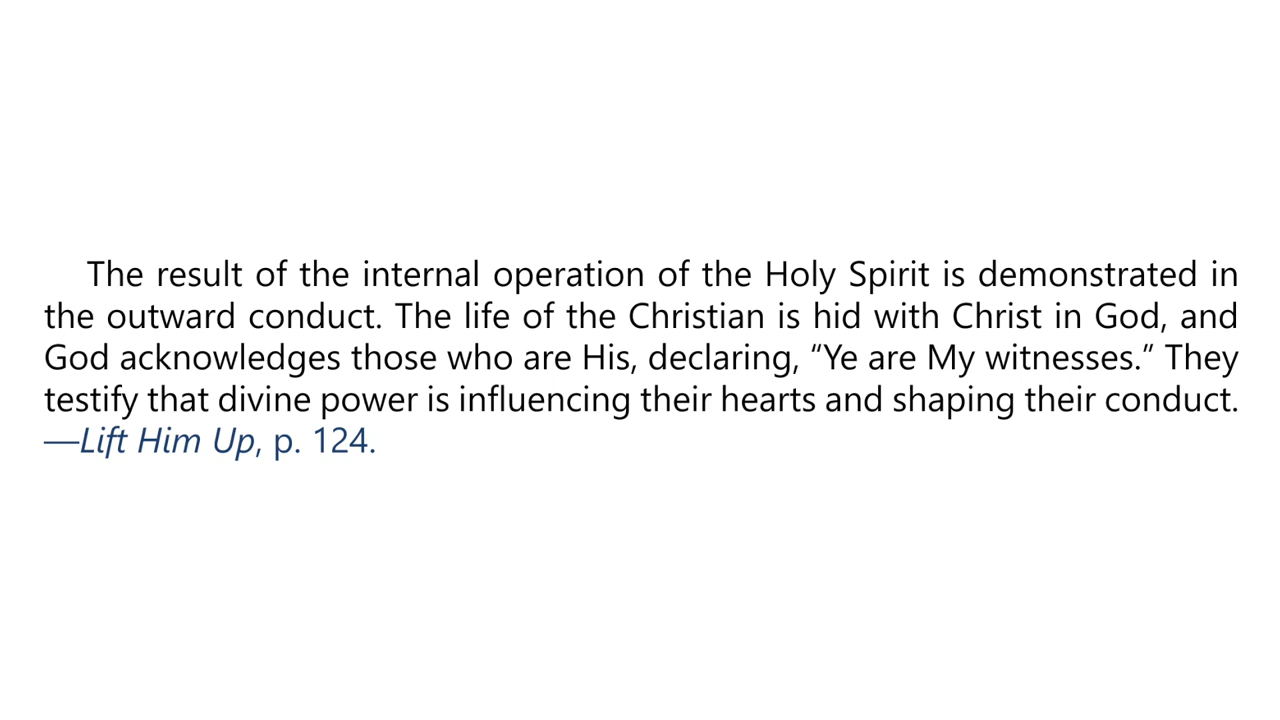 The result of the internal operation of the Holy Spirit is demonstrated in
the outward conduct. The life of the Christian is hid with Christ in God, and
God acknowledges those who are His, declaring, “Ye are My witnesses.” They
testify that divine power is influencing their hearts and shaping their conduct.
—Lift Him Up, p. 124.